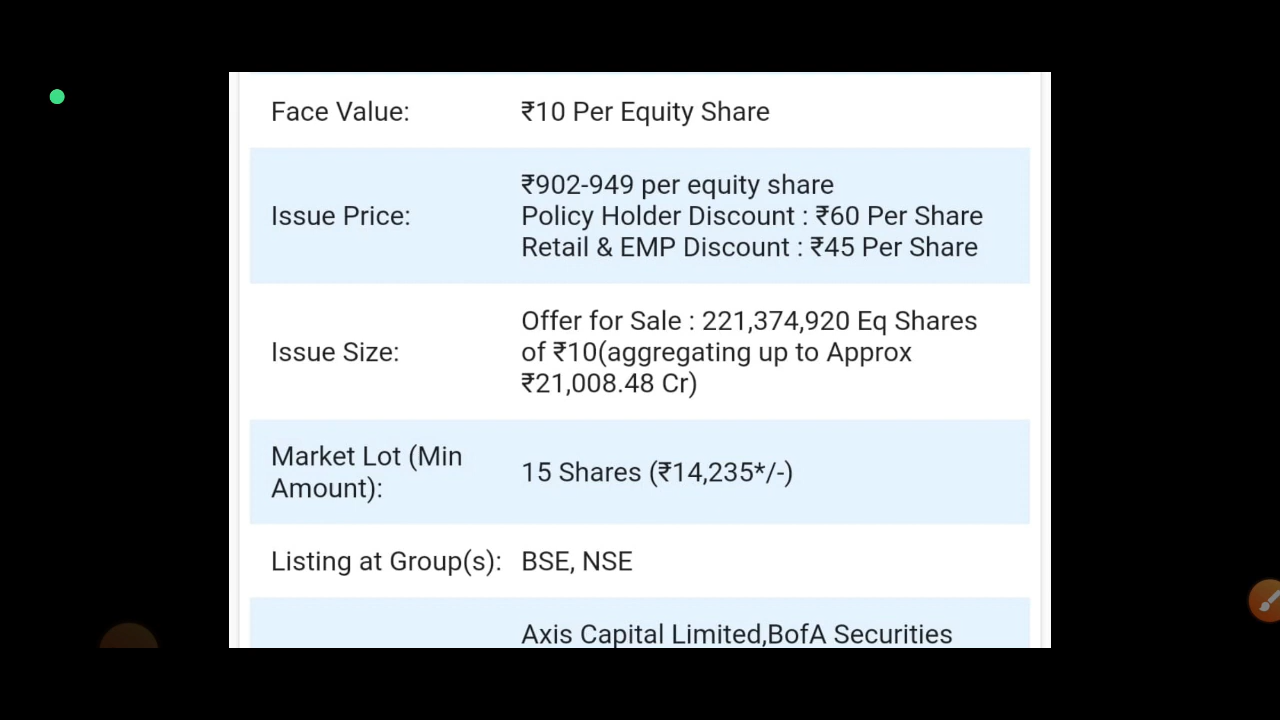 Face Value: ₹10 Per Equity Share
Issue Price: ₹902-949 per equity share
Policy Holder Discount : ₹60 Per Share
Retail & EMP Discount : ₹45 Per Share
Issue Size: Offer for Sale : 221,374,920 Eq Shares
of ₹10(aggregating up to Approx
₹21,008.48 Cr)
Market Lot (Min
Amount): 15 Shares (₹14,235*/-)
Listing at Group(s): BSE, NSE
Axis Capital Limited,BofA Securities